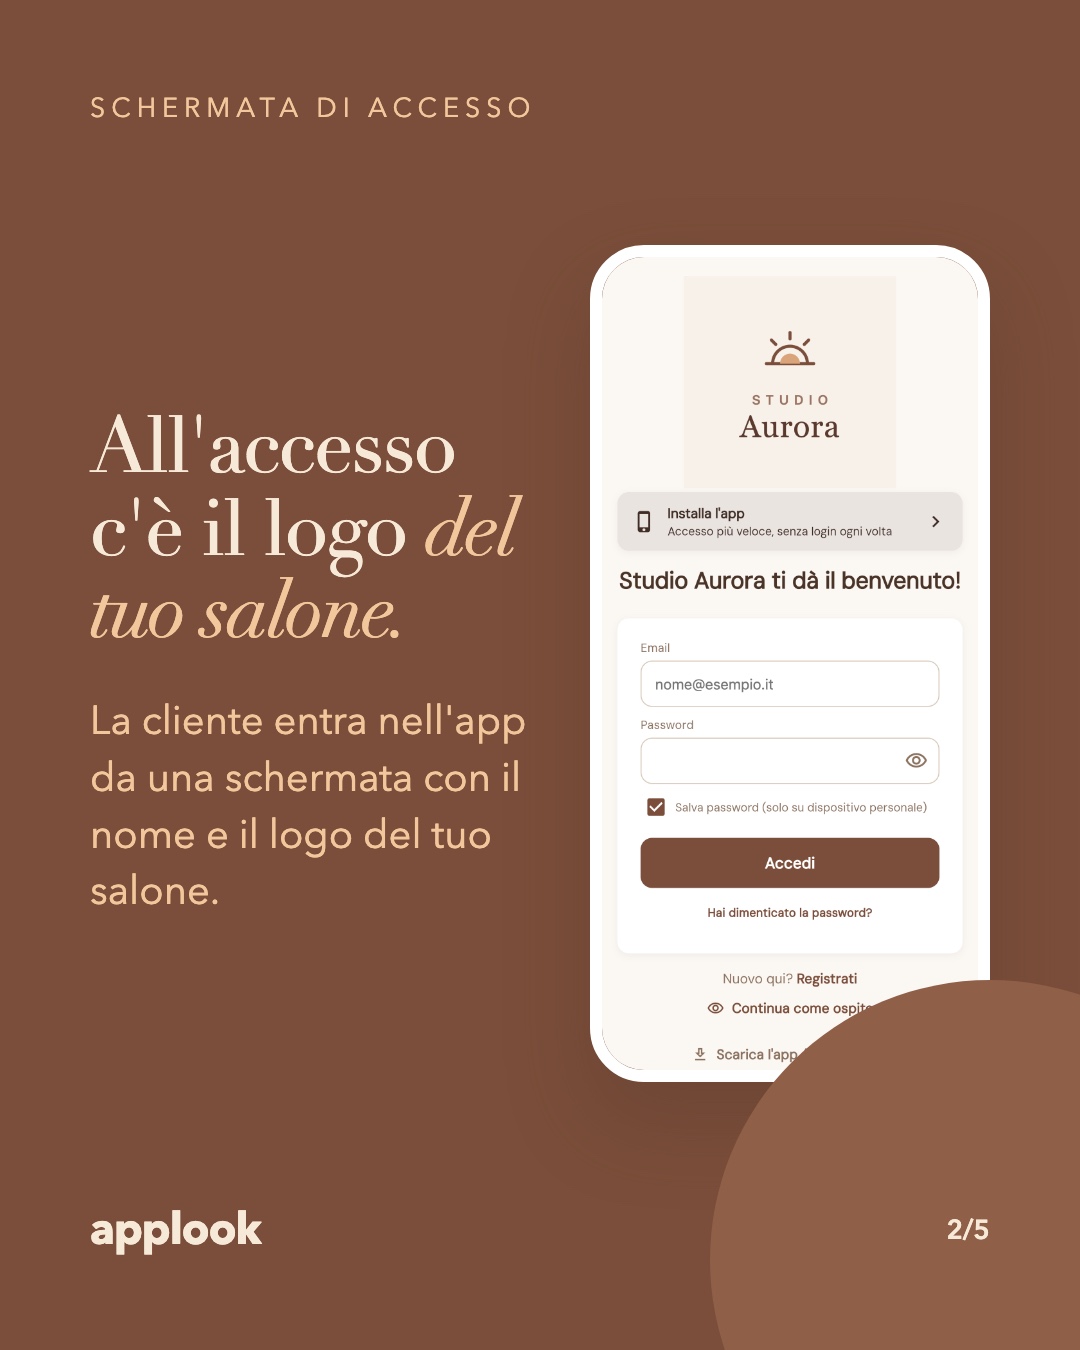 SCHERMATA DI ACCESSO
All'accesso
c'è il logo del
tuo salone.
La cliente entra nell'app
da una schermata con il
nome e il logo del tuo
salone.
STUDIO
Aurora
Installa l'app
Accesso più veloce, senza login ogni volta
Studio Aurora ti dà il benvenuto!
Email
nome@esempio.it
Password
Salva password (solo su dispositivo personale)
Accedi
Hai dimenticato la password?
Nuovo qui? Registrati
Continua come ospite
Scarica l'app
applook
2/5